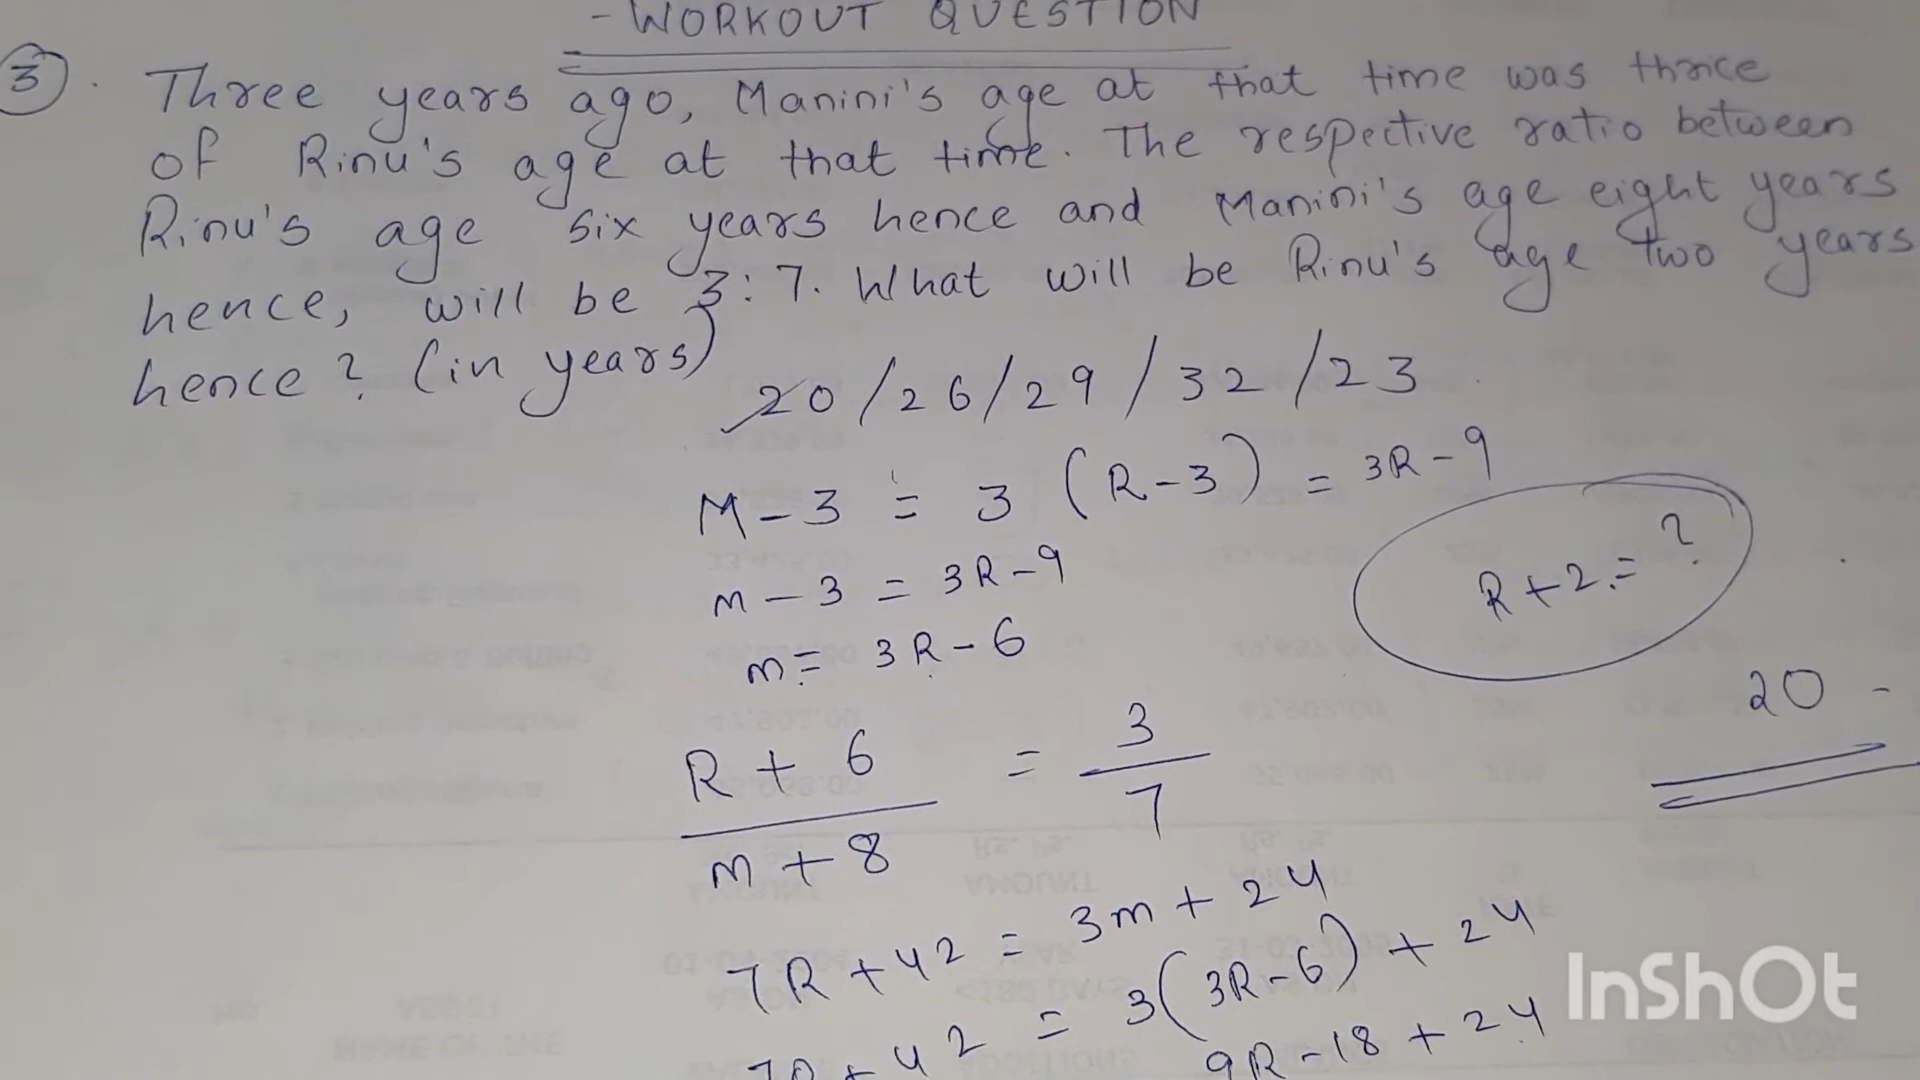 - WORKOUT QUESTION
3. Three years ago, Manini's age at that time was thrice
of Rinu's age at that time. The respective ratio between
Rinu's age six years hence and Manini's age eight years
hence, will be 3:7. What will be Rinu's age two years
hence? (in years)
20/26/29/32/23
M-3 = 3 (R-3) = 3R-9
m-3 = 3R-9
m = 3R-6
R+2 = ?
20 -
R+6 = 3
m+8 7
7R+42 = 3m+24
7R+42 = 3(3R-6)+24
9R-18+24
InShOt